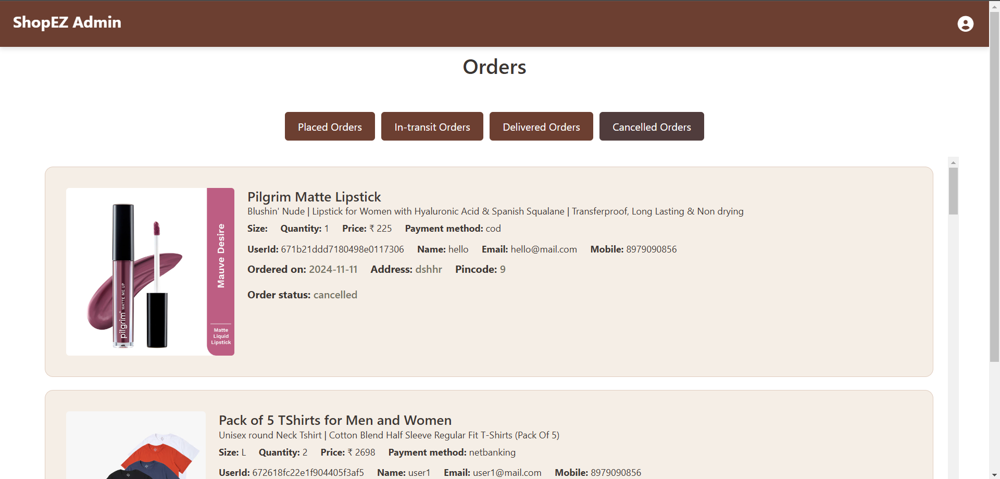 ShopEZ Admin
Orders
Placed Orders
In-transit Orders
Delivered Orders
Cancelled Orders
Mauve Desire
Matte
Liquid
Lipstick
pilgrim® MATTE ME UP
Pilgrim Matte Lipstick
Blushin' Nude | Lipstick for Women with Hyaluronic Acid & Spanish Squalane | Transferproof, Long Lasting & Non drying
Size: Quantity: 1 Price: ₹ 225 Payment method: cod
UserId: 671b21ddd7180498e0117306 Name: hello Email: hello@mail.com Mobile: 8979090856
Ordered on: 2024-11-11 Address: dshhr Pincode: 9
Order status: cancelled
Pack of 5 TShirts for Men and Women
Unisex round Neck Tshirt | Cotton Blend Half Sleeve Regular Fit T-Shirts (Pack Of 5)
Size: L Quantity: 2 Price: ₹ 2698 Payment method: netbanking
UserId: 672618fc22e1f904405f3af5 Name: user1 Email: user1@mail.com Mobile: 8979090856